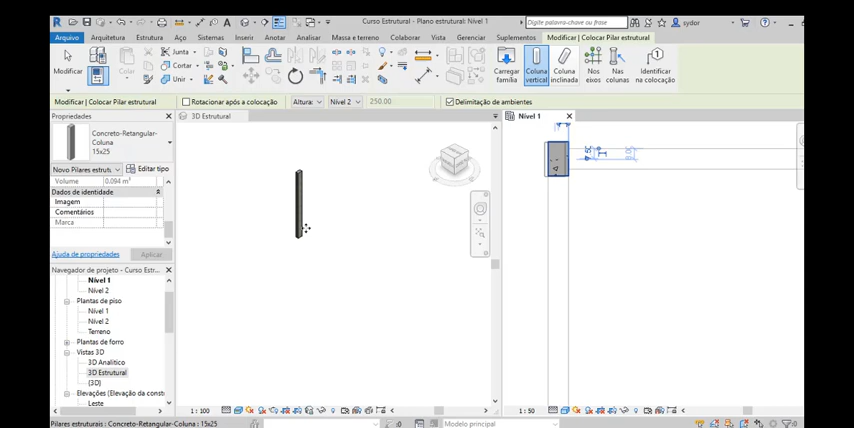 Curso Estrutural - Plano estrutural: Nível 1
Digite palavra-chave ou frase
sydor
Arquivo Arquitetura Estrutura Aço Sistemas Inserir Anotar Analisar Massa e terreno Colaborar Vista Gerenciar Suplementos Modificar | Colocar Pilar estrutural
Modificar
Colar
Junta
Cortar
Unir
Carregar família
Coluna vertical
Coluna inclinada
Nos eixos
Nas colunas
Identificar na colocação
Modificar | Colocar Pilar estrutural Rotacionar após a colocação Altura: Nível 2 250.00 Delimitação de ambientes
Propriedades
3D Estrutural
Nível 1
Concreto-Retangular-
Coluna
15x25
Novo Pilares estrutu
Editar tipo
Volume 0.094 m³
Dados de identidade
Imagem
Comentários
Marca
Ajuda de propriedades
Aplicar
Navegador de projeto - Curso Estr...
Nível 1
Nível 2
Plantas de piso
Nível 1
Nível 2
Terreno
Plantas de forro
Vistas 3D
3D Analítico
3D Estrutural
{3D}
Elevações (Elevação da constr
Leste
1 : 100
1 : 50
Pilares estruturais : Concreto-Retangular-Coluna : 15x25
:0
Modelo principal
:0